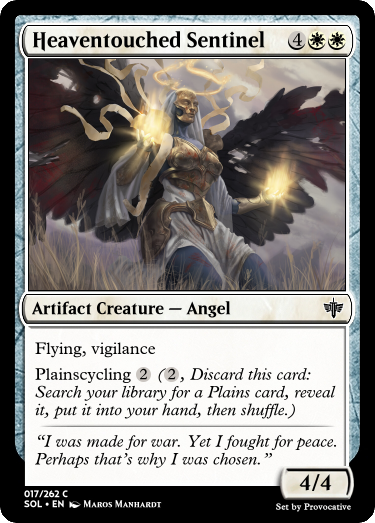 Heaventouched Sentinel 4
Artifact Creature — Angel
Flying, vigilance
Plainscycling 2 (2, Discard this card:
Search your library for a Plains card, reveal
it, put it into your hand, then shuffle.)
“I was made for war. Yet I fought for peace.
Perhaps that’s why I was chosen.”
4/4
017/262 C
SOL • EN Maros Manhardt
Set by Provocative